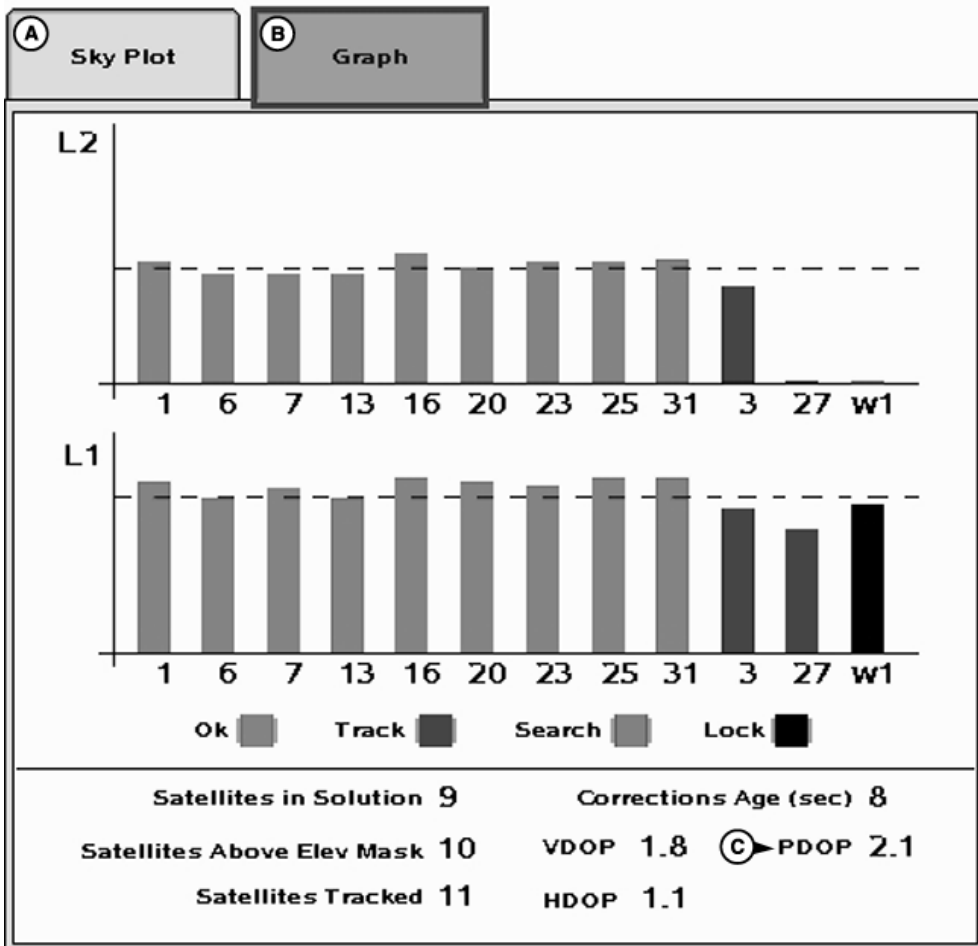 A
Sky Plot
B
Graph
L2
1 6 7 13 16 20 23 25 31 3 27 w1
L1
1 6 7 13 16 20 23 25 31 3 27 w1
Ok Track Search Lock
Satellites in Solution 9 Corrections Age (sec) 8
Satellites Above Elev Mask 10 VDOP 1.8 C PDOP 2.1
Satellites Tracked 11 HDOP 1.1